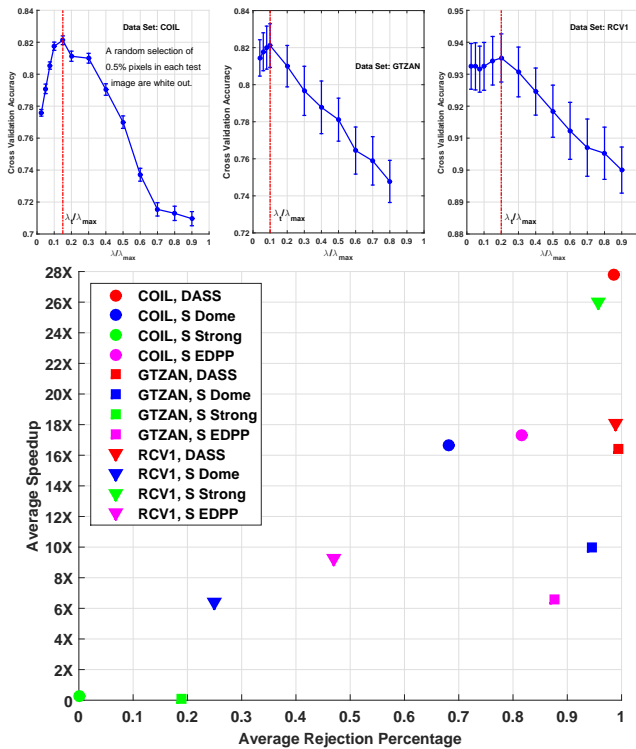 Data Set: COIL
A random selection of
0.5% pixels in each test
image are white out.
Cross Validation Accuracy
0.84
0.82
0.8
0.78
0.76
0.74
0.72
0.7
λt/λmax
0 0.1 0.2 0.3 0.4 0.5 0.6 0.7 0.8 0.9 1
λ/λmax
Data Set: GTZAN
Cross Validation Accuracy
0.84
0.82
0.8
0.78
0.76
0.74
0.72
λt/λmax
0 0.1 0.2 0.3 0.4 0.5 0.6 0.7 0.8 0.9 1
λ/λmax
Data Set: RCV1
Cross Validation Accuracy
0.95
0.94
0.93
0.92
0.91
0.9
0.89
0.88
λt/λmax
0 0.1 0.2 0.3 0.4 0.5 0.6 0.7 0.8 0.9 1
λ/λmax
Average Speedup
28X
26X
24X
22X
20X
18X
16X
14X
12X
10X
8X
6X
4X
2X
0
COIL, DASS
COIL, S Dome
COIL, S Strong
COIL, S EDPP
GTZAN, DASS
GTZAN, S Dome
GTZAN, S Strong
GTZAN, S EDPP
RCV1, DASS
RCV1, S Dome
RCV1, S Strong
RCV1, S EDPP
0 0.1 0.2 0.3 0.4 0.5 0.6 0.7 0.8 0.9 1
Average Rejection Percentage